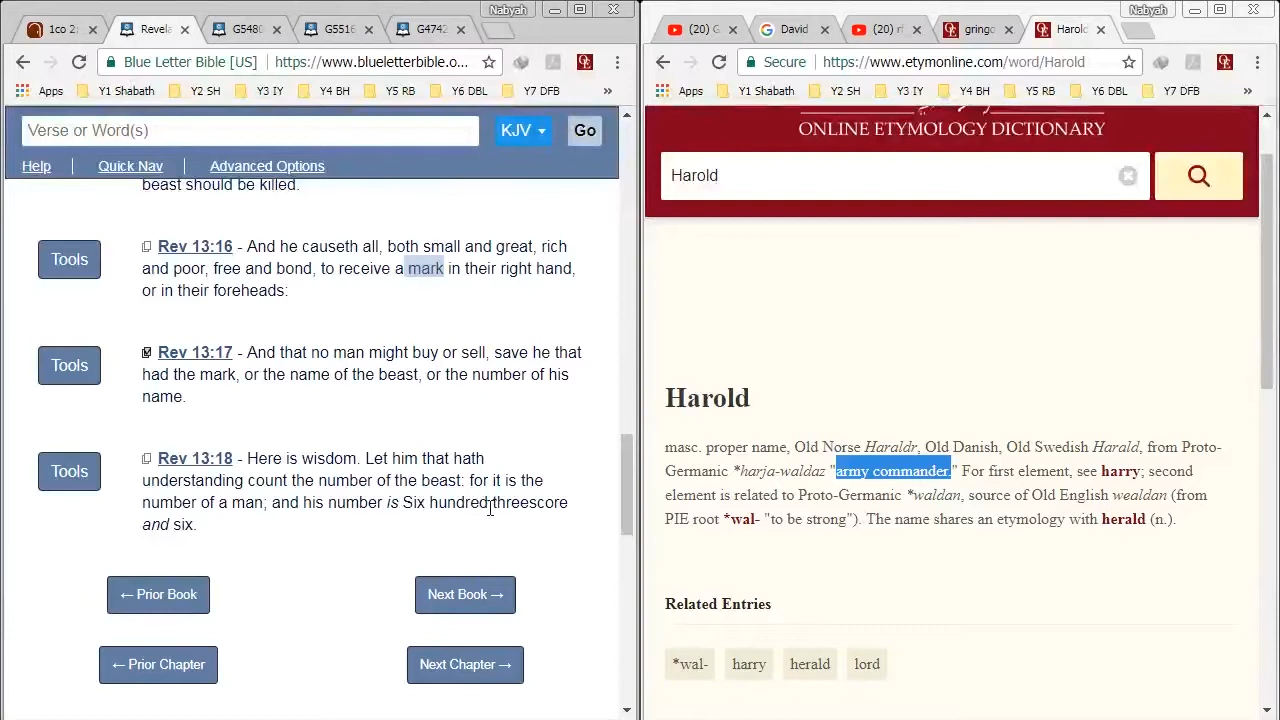 Nabyah
1co 2
Revela
G548
G5516
G474
Blue Letter Bible [US]
https://www.blueletterbible.o...
Apps
Y1 Shabath
Y2 SH
Y3 IY
Y4 BH
Y5 RB
Y6 DBL
Y7 DFB
»
Verse or Word(s)
KJV
Go
Help
Quick Nav
Advanced Options
beast should be killed.
Tools
Rev 13:16 - And he causeth all, both small and great, rich
and poor, free and bond, to receive a mark in their right hand,
or in their foreheads:
Tools
Rev 13:17 - And that no man might buy or sell, save he that
had the mark, or the name of the beast, or the number of his
name.
Tools
Rev 13:18 - Here is wisdom. Let him that hath
understanding count the number of the beast: for it is the
number of a man; and his number is Six hundred threescore
and six.
← Prior Book
Next Book →
← Prior Chapter
Next Chapter →
Nabyah
(20) G
David
(20) rf
gringo
Harol
Secure
https://www.etymonline.com/word/Harold
Apps
Y1 Shabath
Y2 SH
Y3 IY
Y4 BH
Y5 RB
Y6 DBL
Y7 DFB
»
ONLINE ETYMOLOGY DICTIONARY
Harold
Harold
masc. proper name, Old Norse Haraldr, Old Danish, Old Swedish Harald, from Proto-
Germanic *harja-waldaz "army commander." For first element, see harry; second
element is related to Proto-Germanic *waldan, source of Old English wealdan (from
PIE root *wal- "to be strong"). The name shares an etymology with herald (n.).
Related Entries
*wal-
harry
herald
lord